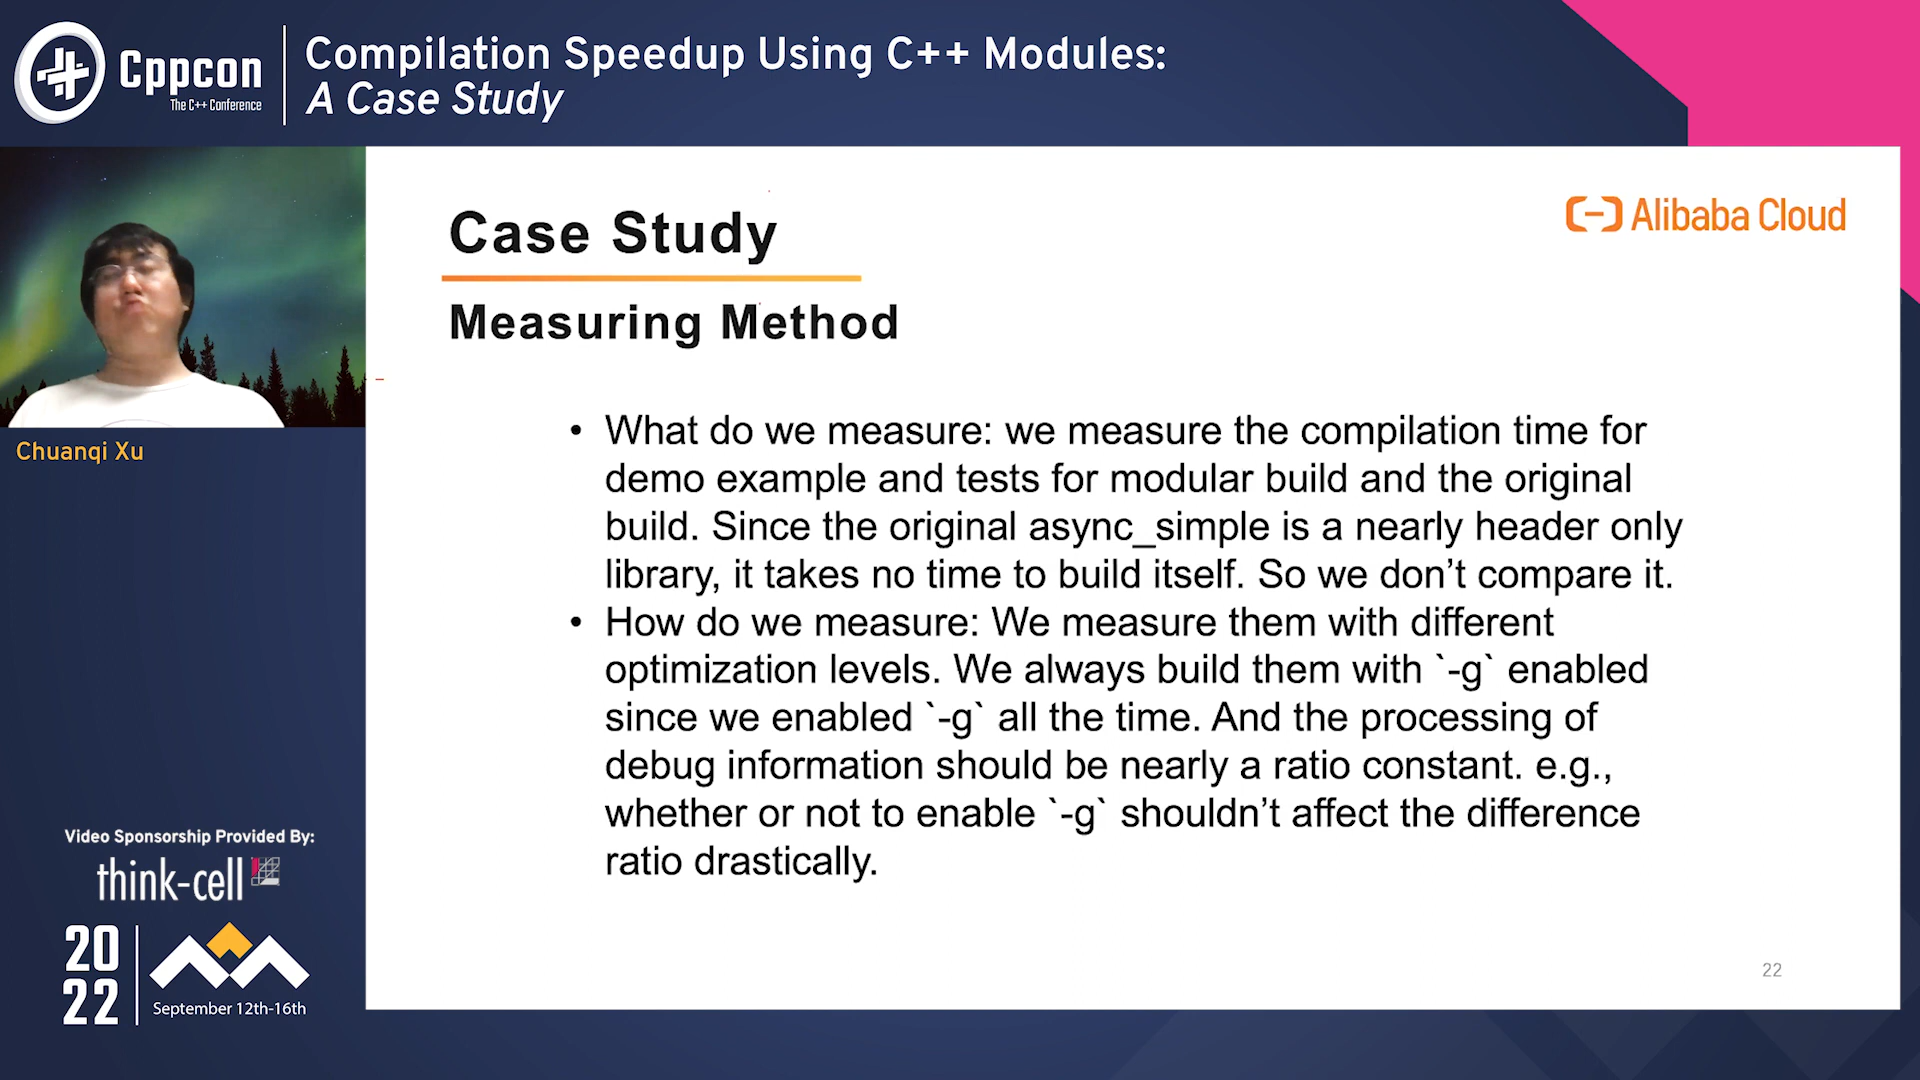 Cppcon
The C++ Conference
Compilation Speedup Using C++ Modules:
A Case Study
Chuanqi Xu
Video Sponsorship Provided By:
think-cell
20
22
September 12th-16th
Case Study
Alibaba Cloud
Measuring Method
• What do we measure: we measure the compilation time for
demo example and tests for modular build and the original
build. Since the original async_simple is a nearly header only
library, it takes no time to build itself. So we don’t compare it.
• How do we measure: We measure them with different
optimization levels. We always build them with `-g` enabled
since we enabled `-g` all the time. And the processing of
debug information should be nearly a ratio constant. e.g.,
whether or not to enable `-g` shouldn’t affect the difference
ratio drastically.
22